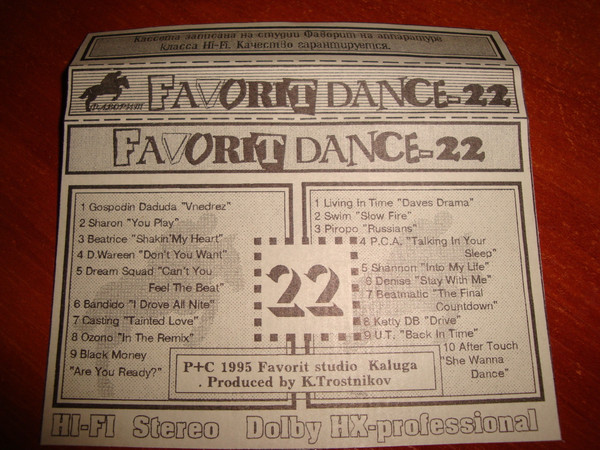 Кассета записана на студии Фаворит на аппаратуре
класса HI-FI. Качество гарантируется.
ФАВОРИТ
FAVORIT DANCE-22
FAVORIT DANCE-22
1 Gospodin Daduda "Vnedrez"
2 Sharon "You Play"
3 Beatrice "Shakin'My Heart"
4 D.Wareen "Don't You Want"
5 Dream Squad "Can't You
Feel The Beat"
6 Bandido "I Drove All Nite"
7 Casting "Tainted Love"
8 Ozono "In The Remix"
9 Black Money
"Are You Ready?"
22
1 Living In Time "Daves Drama"
2 Swim "Slow Fire"
3 Piropo "Russians"
4 P.C.A. "Talking In Your
Sleep"
5 Shannon "Into My Life"
6 Denise "Stay With Me"
7 Beatmatic "The Final
Countdown"
8 Ketty DB "Drive"
9 U.T. "Back In Time"
10 After Touch
"She Wanna
Dance"
P+C 1995 Favorit studio Kaluga
. Produced by K.Trostnikov
HI-FI Stereo Dolby HX-professional